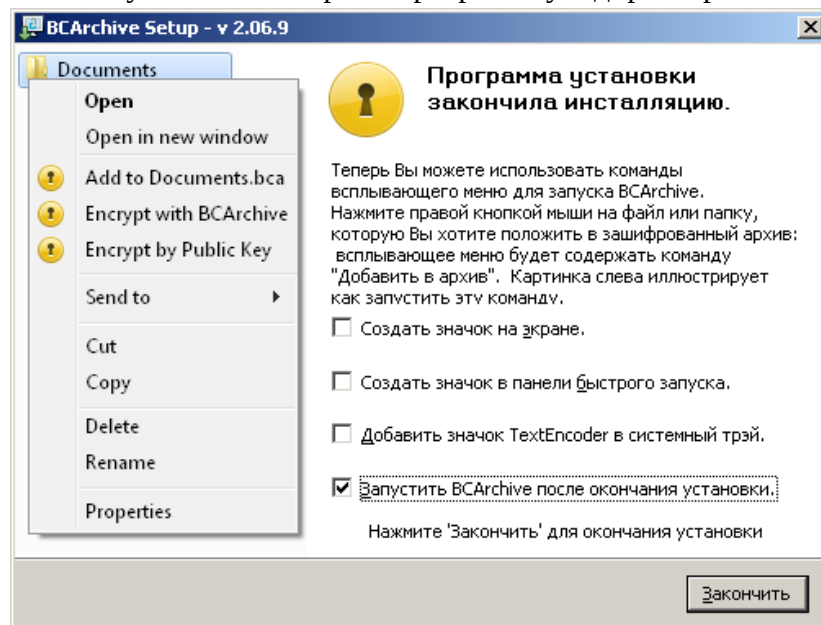 BCArchive Setup - v 2.06.9
Documents
Open
Open in new window
Add to Documents.bca
Encrypt with BCArchive
Encrypt by Public Key
Send to
Cut
Copy
Delete
Rename
Properties
Программа установки
закончила инсталляцию.
Теперь Вы можете использовать команды
всплывающего меню для запуска BCArchive.
Нажмите правой кнопкой мыши на файл или папку,
которую Вы хотите положить в зашифрованный архив:
всплывающее меню будет содержать команду
"Добавить в архив". Картинка слева иллюстрирует
как запустить эту команду.
Создать значок на экране.
Создать значок в панели быстрого запуска.
Добавить значок TextEncoder в системный трэй.
Запустить BCArchive после окончания установки.
Нажмите 'Закончить' для окончания установки
Закончить